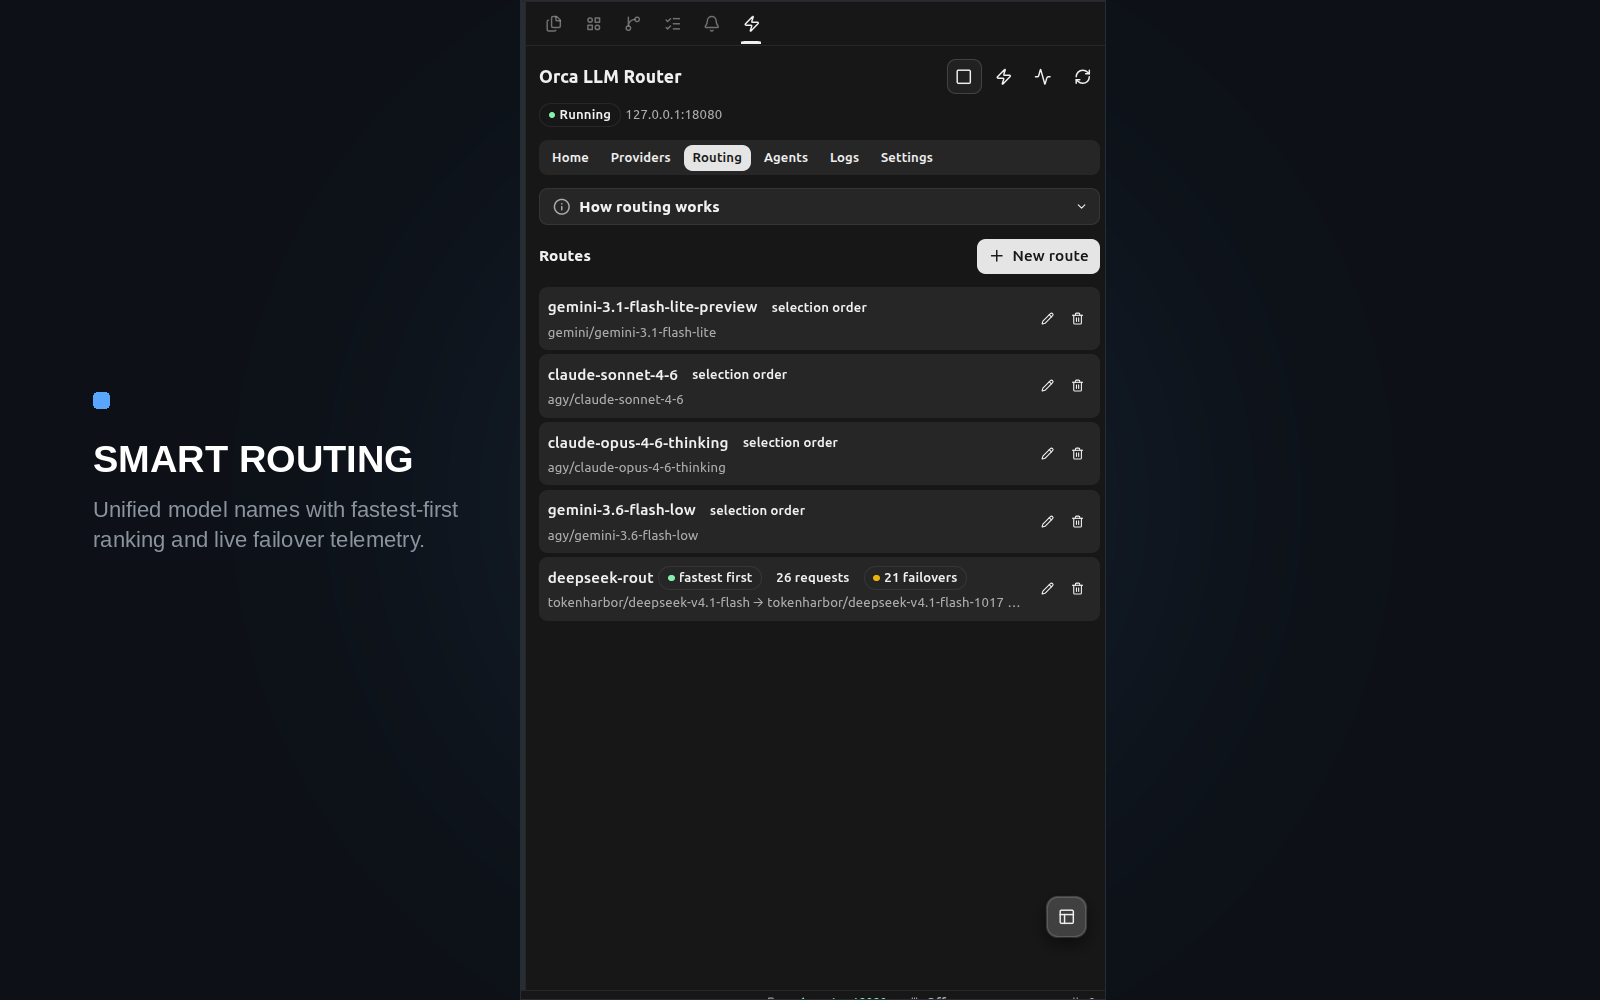 SMART ROUTING
Unified model names with fastest-first
ranking and live failover telemetry.
Orca LLM Router
Running 127.0.0.1:18080
Home Providers Routing Agents Logs Settings
How routing works
Routes
New route
gemini-3.1-flash-lite-preview selection order
gemini/gemini-3.1-flash-lite
claude-sonnet-4-6 selection order
agy/claude-sonnet-4-6
claude-opus-4-6-thinking selection order
agy/claude-opus-4-6-thinking
gemini-3.6-flash-low selection order
agy/gemini-3.6-flash-low
deepseek-rout fastest first 26 requests 21 failovers
tokenharbor/deepseek-v4.1-flash → tokenharbor/deepseek-v4.1-flash-1017 ...